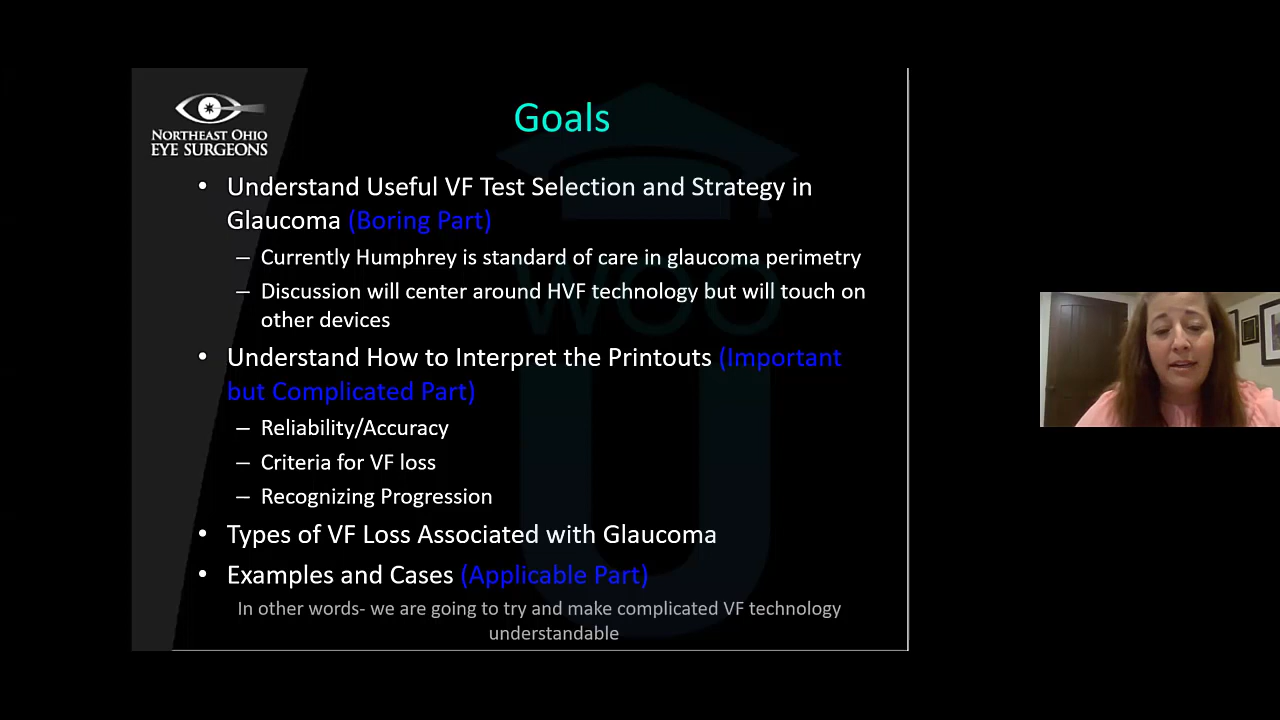 NORTHEAST OHIO
EYE SURGEONS
Goals
• Understand Useful VF Test Selection and Strategy in
Glaucoma (Boring Part)
– Currently Humphrey is standard of care in glaucoma perimetry
– Discussion will center around HVF technology but will touch on
other devices
• Understand How to Interpret the Printouts (Important
but Complicated Part)
– Reliability/Accuracy
– Criteria for VF loss
– Recognizing Progression
• Types of VF Loss Associated with Glaucoma
• Examples and Cases (Applicable Part)
In other words- we are going to try and make complicated VF technology
understandable
WOO
U